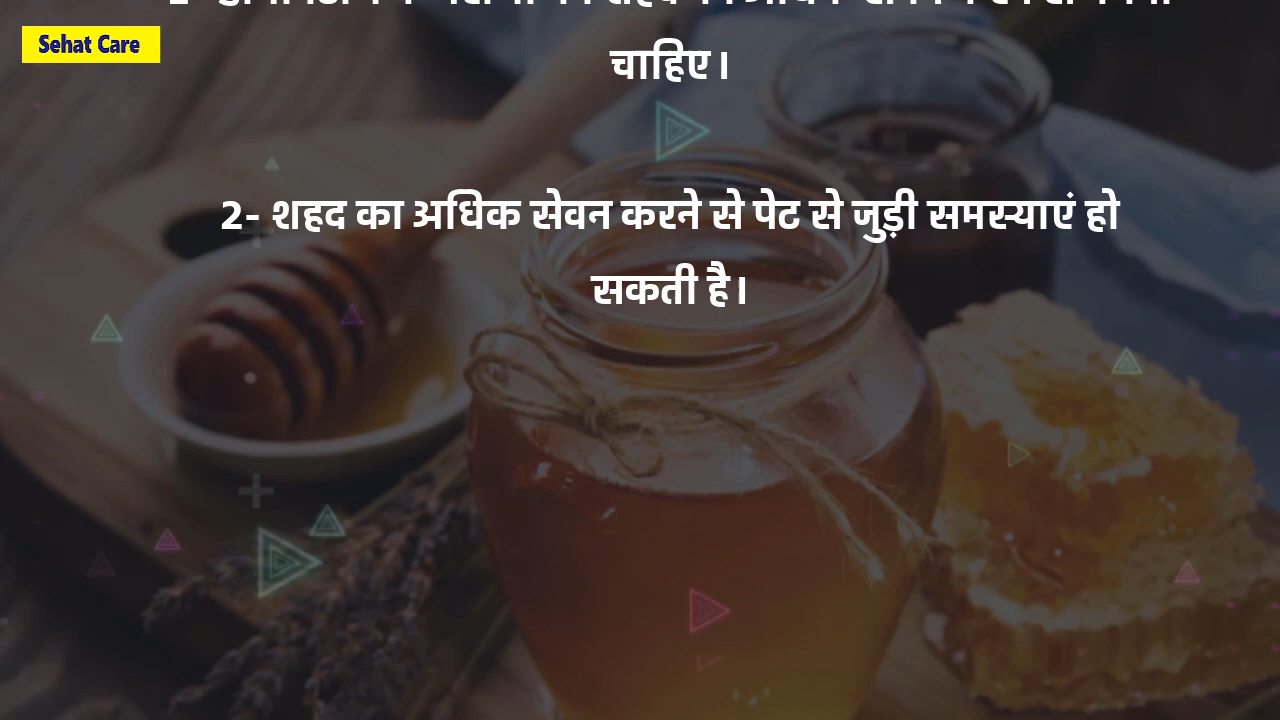 Sehat Care
चाहिए।
2- शहद का अधिक सेवन करने से पेट से जुड़ी समस्याएं हो
सकती है।